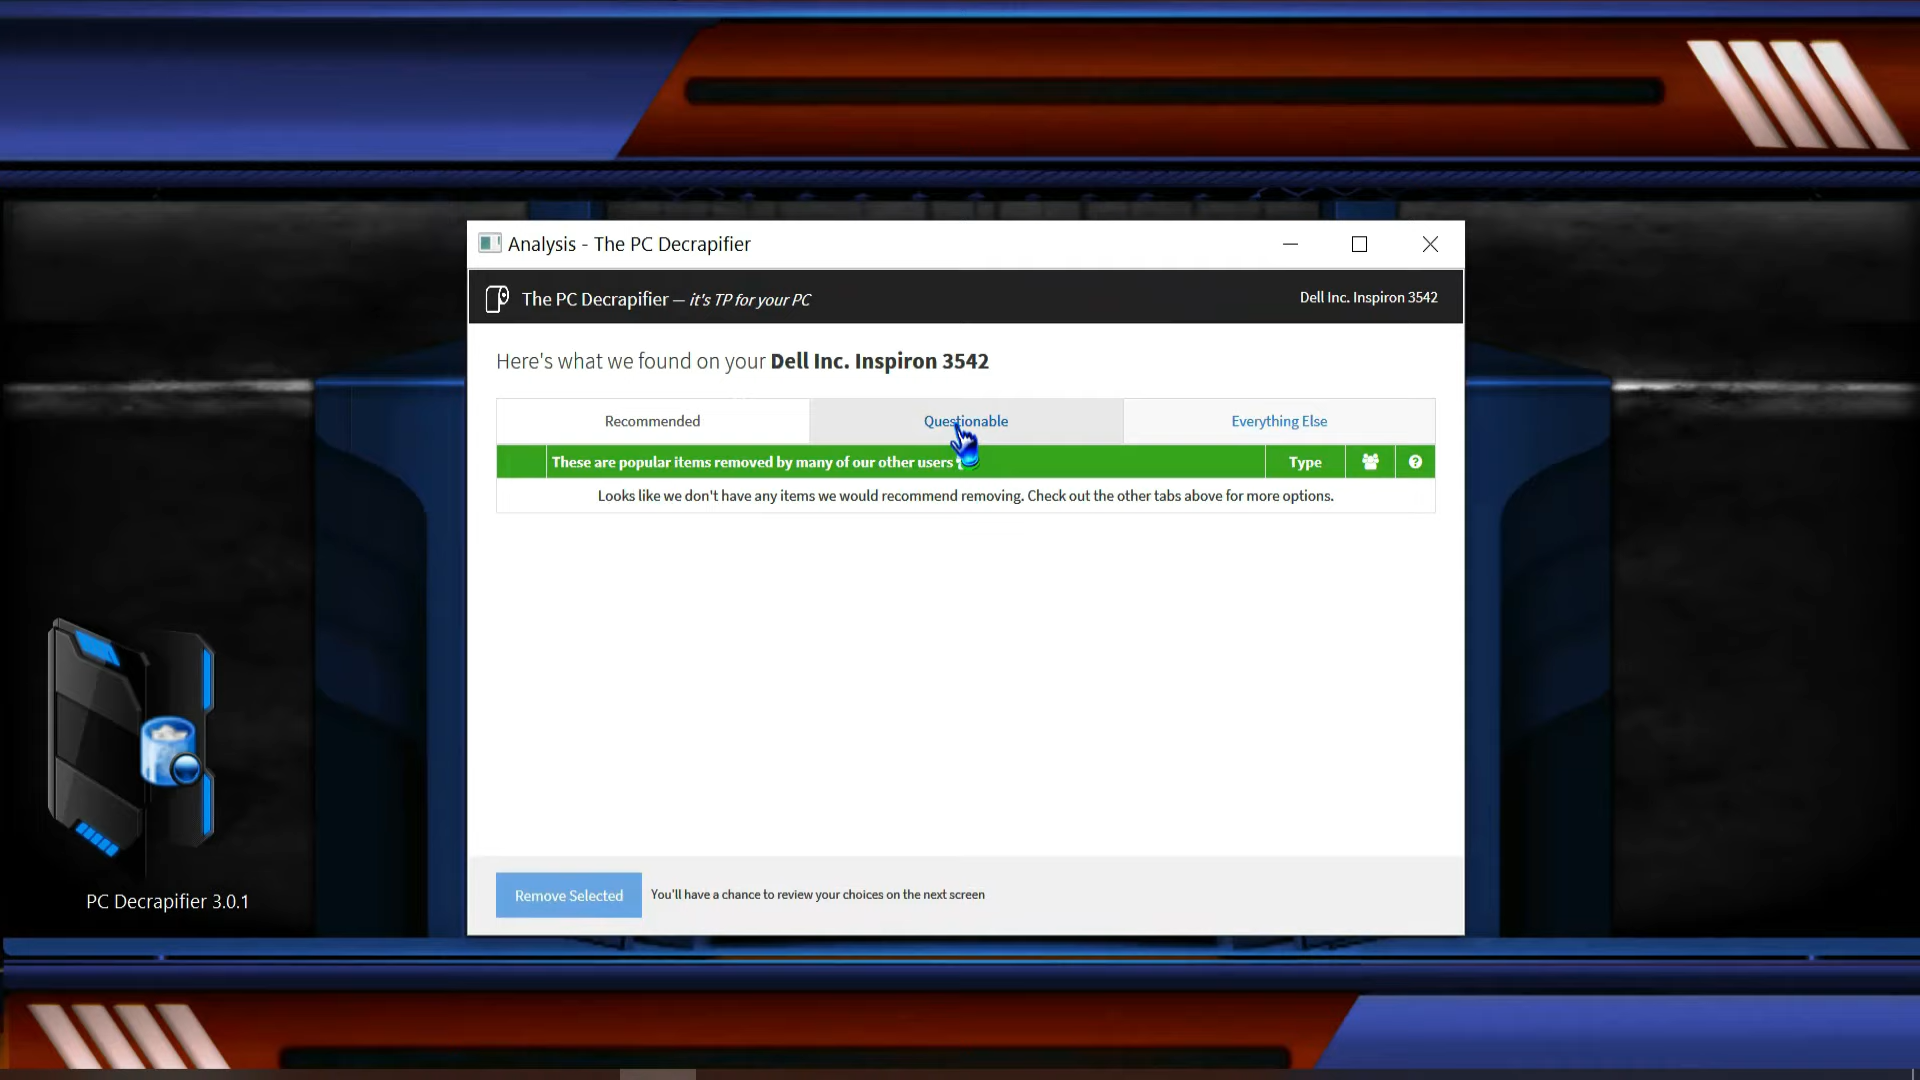 Analysis - The PC Decrapifier
The PC Decrapifier — it's TP for your PC
Dell Inc. Inspiron 3542
Here's what we found on your Dell Inc. Inspiron 3542
Recommended
Questionable
Everything Else
These are popular items removed by many of our other users
Type
Looks like we don't have any items we would recommend removing. Check out the other tabs above for more options.
Remove Selected
You'll have a chance to review your choices on the next screen
PC Decrapifier 3.0.1